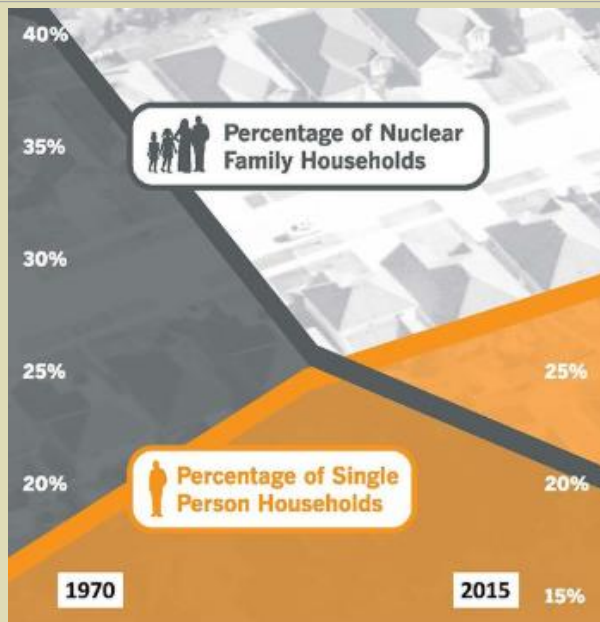 40%
35%
30%
25%
20%
Percentage of Nuclear
Family Households
Percentage of Single
Person Households
25%
20%
15%
1970
2015